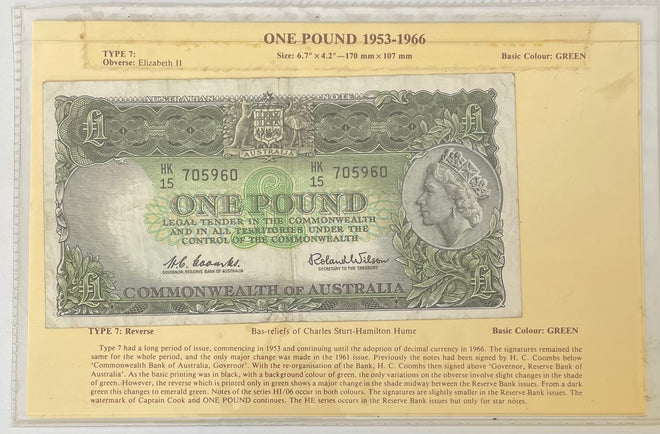 ONE POUND 1953-1966
TYPE 7: Size: 6.7" × 4.2"—170 mm × 107 mm Basic Colour: GREEN
Obverse: Elizabeth II
AUSTRALIAN NOTE
£1 £1
AUSTRALIA
HK 15 705960 HK 15 705960
ONE POUND
LEGAL TENDER IN THE COMMONWEALTH
AND IN ALL TERRITORIES UNDER THE
CONTROL OF THE COMMONWEALTH
H. C. Coombs. Roland Wilson
GOVERNOR, RESERVE BANK OF AUSTRALIA SECRETARY TO THE TREASURY
£1 £1
COMMONWEALTH OF AUSTRALIA
TYPE 7: Reverse Bas-reliefs of Charles Sturt-Hamilton Hume Basic Colour: GREEN
Type 7 had a long period of issue, commencing in 1953 and continuing until the adoption of decimal currency in 1966. The signatures remained
the same for the whole period, and the only major change was made in the 1961 issue. Previously the notes had been signed by H. C. Coombs below
'Commonwealth Bank of Australia, Governor'. With the re-organisation of the Bank, H. C. Coombs then signed above 'Governor, Reserve Bank of
Australia'. As the basic printing was in black, with a background colour of green, the only variations on the obverse involve slight changes in the shade
of green. However, the reverse which is printed only in green shows a major change in the shade midway between the Reserve Bank issues. From a dark
green this changes to emerald green. Notes of the series HI/06 occur in both colours. The signatures are slightly smaller in the Reserve Bank issues. The
watermark of Captain Cook and ONE POUND continues. The HE series occurs in the Reserve Bank issues but only for star notes.